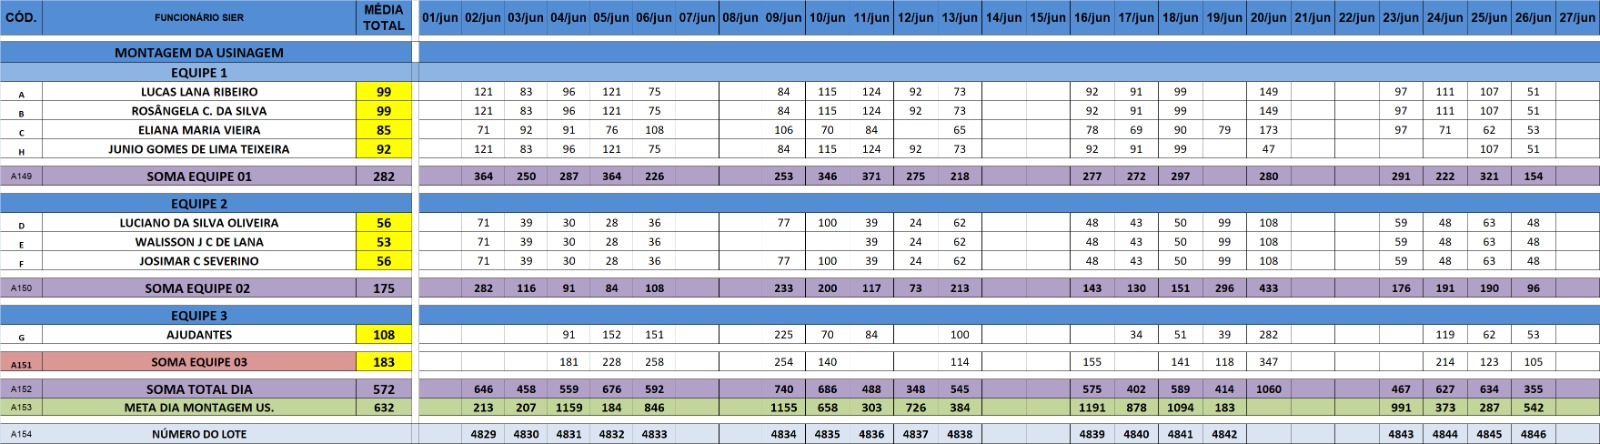 CÓD. FUNCIONÁRIO SIER MÉDIA TOTAL 01/jun 02/jun 03/jun 04/jun 05/jun 06/jun 07/jun 08/jun 09/jun 10/jun 11/jun 12/jun 13/jun 14/jun 15/jun 16/jun 17/jun 18/jun 19/jun 20/jun 21/jun 22/jun 23/jun 24/jun 25/jun 26/jun 27/jun
MONTAGEM DA USINAGEM
EQUIPE 1
A LUCAS LANA RIBEIRO 99 121 83 96 121 75 84 115 124 92 73 92 91 99 149 97 111 107 51
B ROSÂNGELA C. DA SILVA 99 121 83 96 121 75 84 115 124 92 73 92 91 99 149 97 111 107 51
C ELIANA MARIA VIEIRA 85 71 92 91 76 108 106 70 84 65 78 69 90 79 173 97 71 62 53
H JUNIO GOMES DE LIMA TEIXEIRA 92 121 83 96 121 75 84 115 124 92 73 92 91 99 47 107 51
A149 SOMA EQUIPE 01 282 364 250 287 364 226 253 346 371 275 218 277 272 297 280 291 222 321 154
EQUIPE 2
D LUCIANO DA SILVA OLIVEIRA 56 71 39 30 28 36 77 100 39 24 62 48 43 50 99 108 59 48 63 48
E WALISSON J C DE LANA 53 71 39 30 28 36 39 24 62 48 43 50 99 108 59 48 63 48
F JOSIMAR C SEVERINO 56 71 39 30 28 36 77 100 39 24 62 48 43 50 99 108 59 48 63 48
A150 SOMA EQUIPE 02 175 282 116 91 84 108 233 200 117 73 213 143 130 151 296 433 176 191 190 96
EQUIPE 3
G AJUDANTES 108 91 152 151 225 70 84 100 34 51 39 282 119 62 53
A151 SOMA EQUIPE 03 183 181 228 258 254 140 114 155 141 118 347 214 123 105
A152 SOMA TOTAL DIA 572 646 458 559 676 592 740 686 488 348 545 575 402 589 414 1060 467 627 634 355
A153 META DIA MONTAGEM US. 632 213 207 1159 184 846 1155 658 303 726 384 1191 878 1094 183 991 373 287 542
A154 NÚMERO DO LOTE 4829 4830 4831 4832 4833 4834 4835 4836 4837 4838 4839 4840 4841 4842 4843 4844 4845 4846